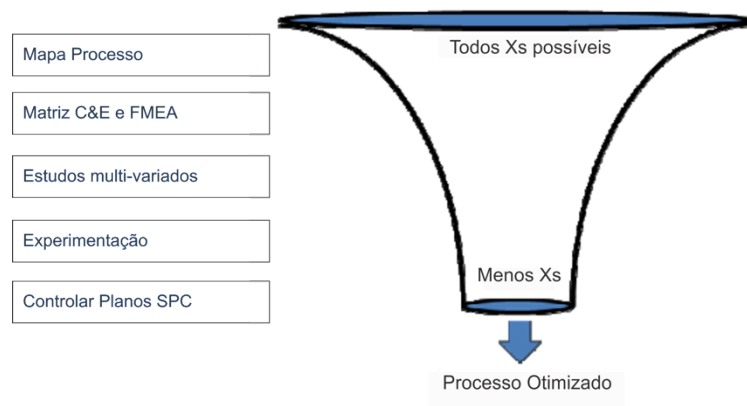 Todos Xs possíveis
Mapa Processo
Matriz C&E e FMEA
Estudos multi-variados
Experimentação
Menos Xs
Controlar Planos SPC
Processo Otimizado